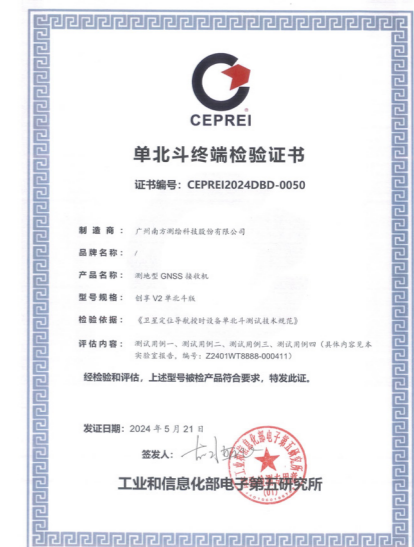 CEPREI
单北斗终端检验证书
证书编号：CEPREI2024DBD-0050
制 造 商： 广州南方测绘科技股份有限公司
品牌名称： /
产品名称： 测地型 GNSS 接收机
型号规格： 创享 V2 单北斗版
检验依据： 《卫星定位导航授时设备单北斗测试技术规范》
评估内容： 测试用例一、测试用例二、测试用例三、测试用例四（具体内容见本
实验室报告，编号：Z2401WT8888-000411）
经检验和评估，上述型号被检产品符合要求，特发此证。
发证日期： 2024 年 5 月 21 日
签发人：
工业和信息化部电子第五研究所